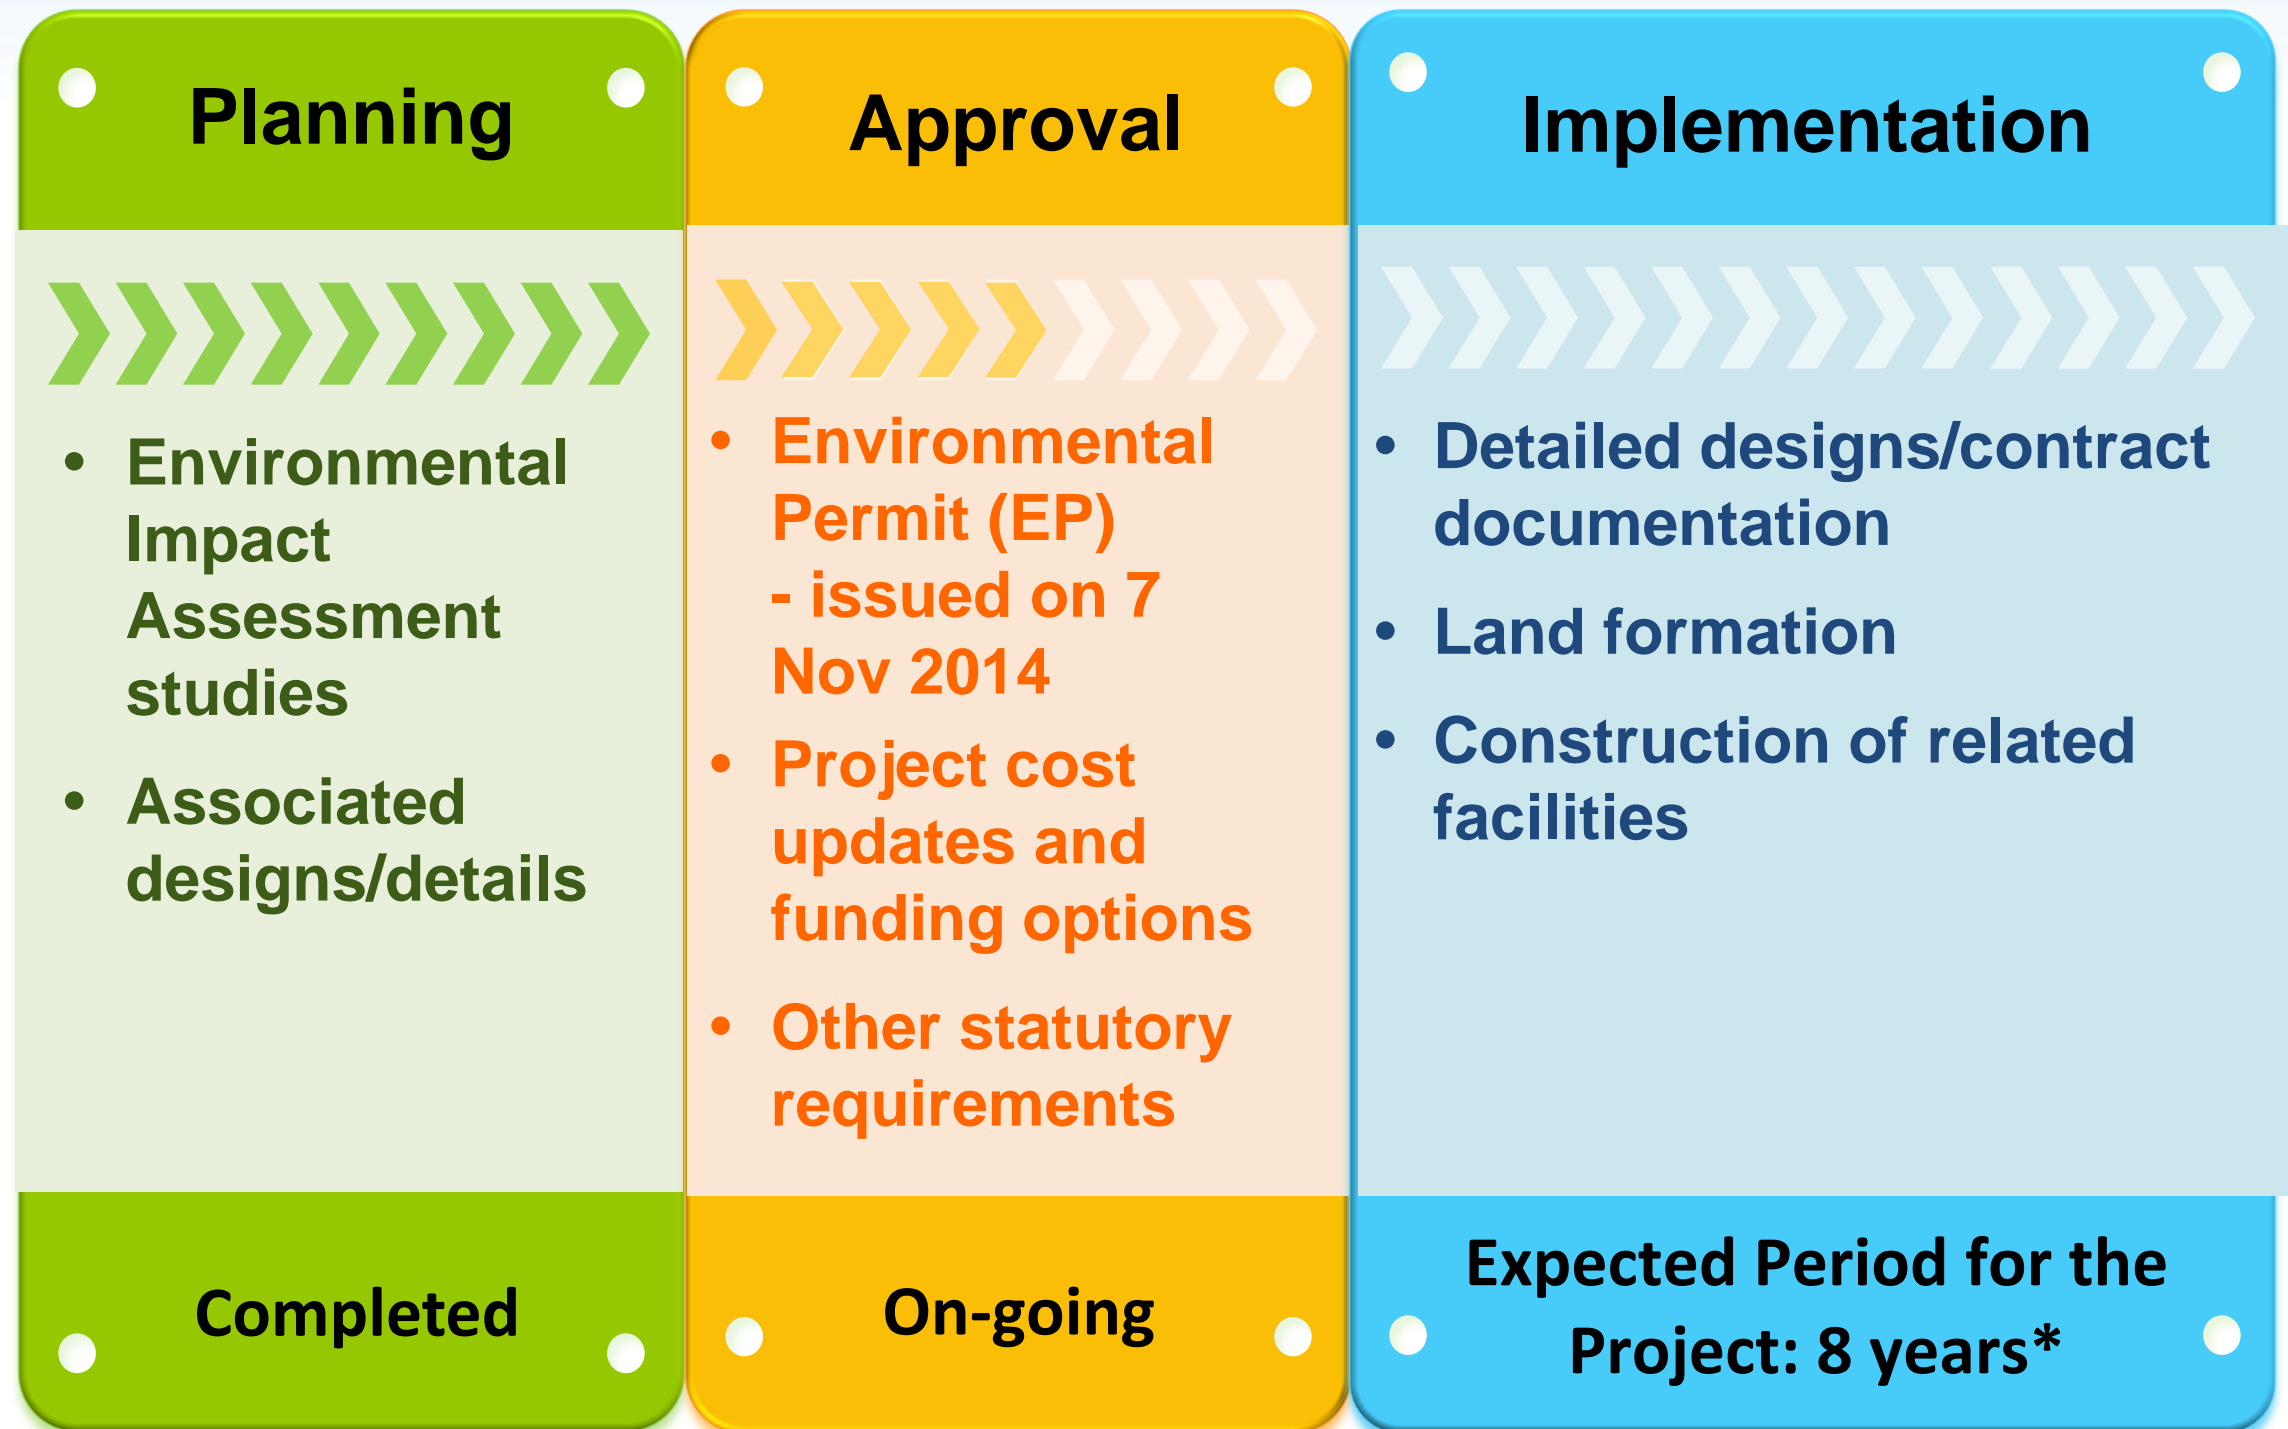 Planning
• Environmental
Impact
Assessment
studies
• Associated
designs/details
Completed
Approval
• Environmental
Permit (EP)
- issued on 7
Nov 2014
• Project cost
updates and
funding options
• Other statutory
requirements
On-going
Implementation
• Detailed designs/contract
documentation
• Land formation
• Construction of related
facilities
Expected Period for the
Project: 8 years*